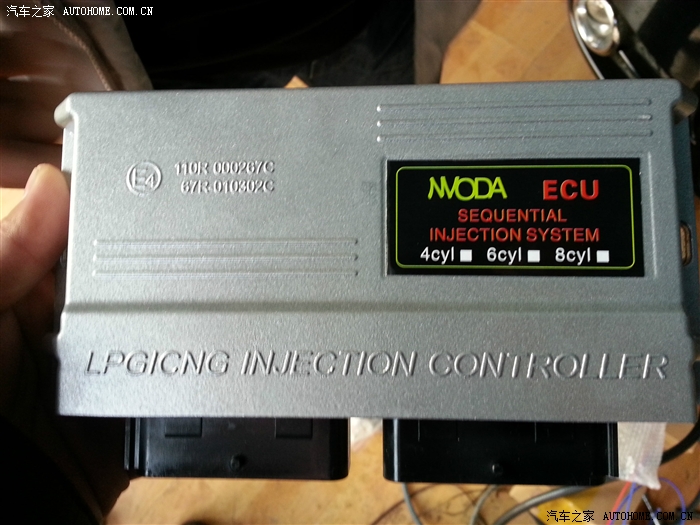 汽车之家 AUTOHOME.COM.CN
E4
110R 000267C
67R 010302C
NVODA ECU
SEQUENTIAL
INJECTION SYSTEM
4cyl 6cyl 8cyl
LPG|CNG INJECTION CONTROLLER
汽车之家 AUTOHOME.COM.CN